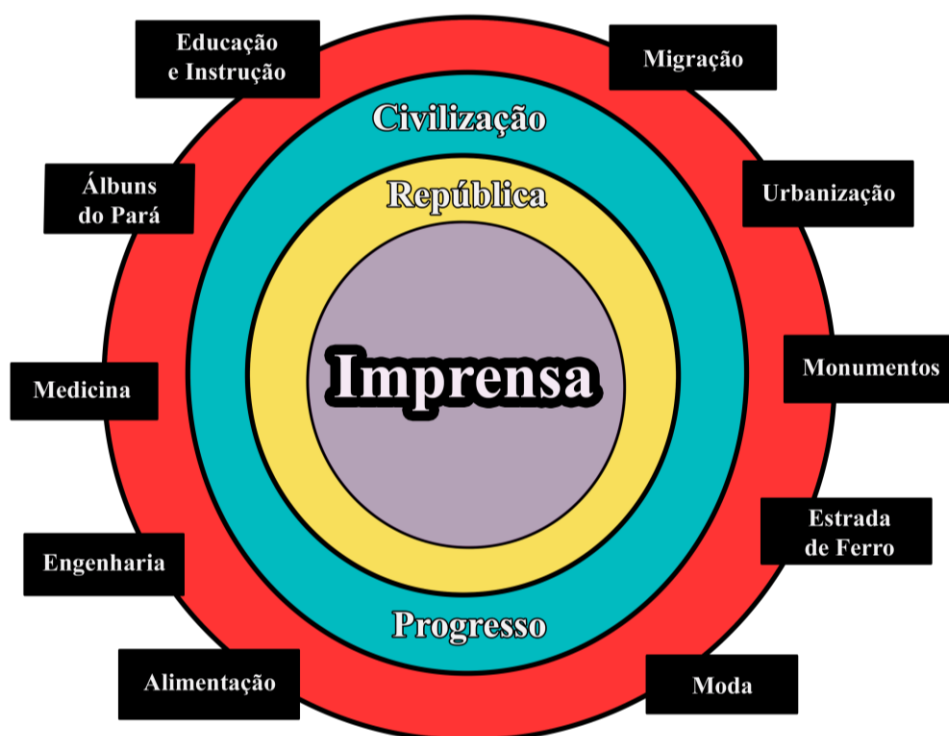 Educação
e Instrução
Migração
Civilização
Álbuns
do Pará
República
Urbanização
Imprensa
Medicina
Monumentos
Estrada
de Ferro
Engenharia
Progresso
Alimentação
Moda